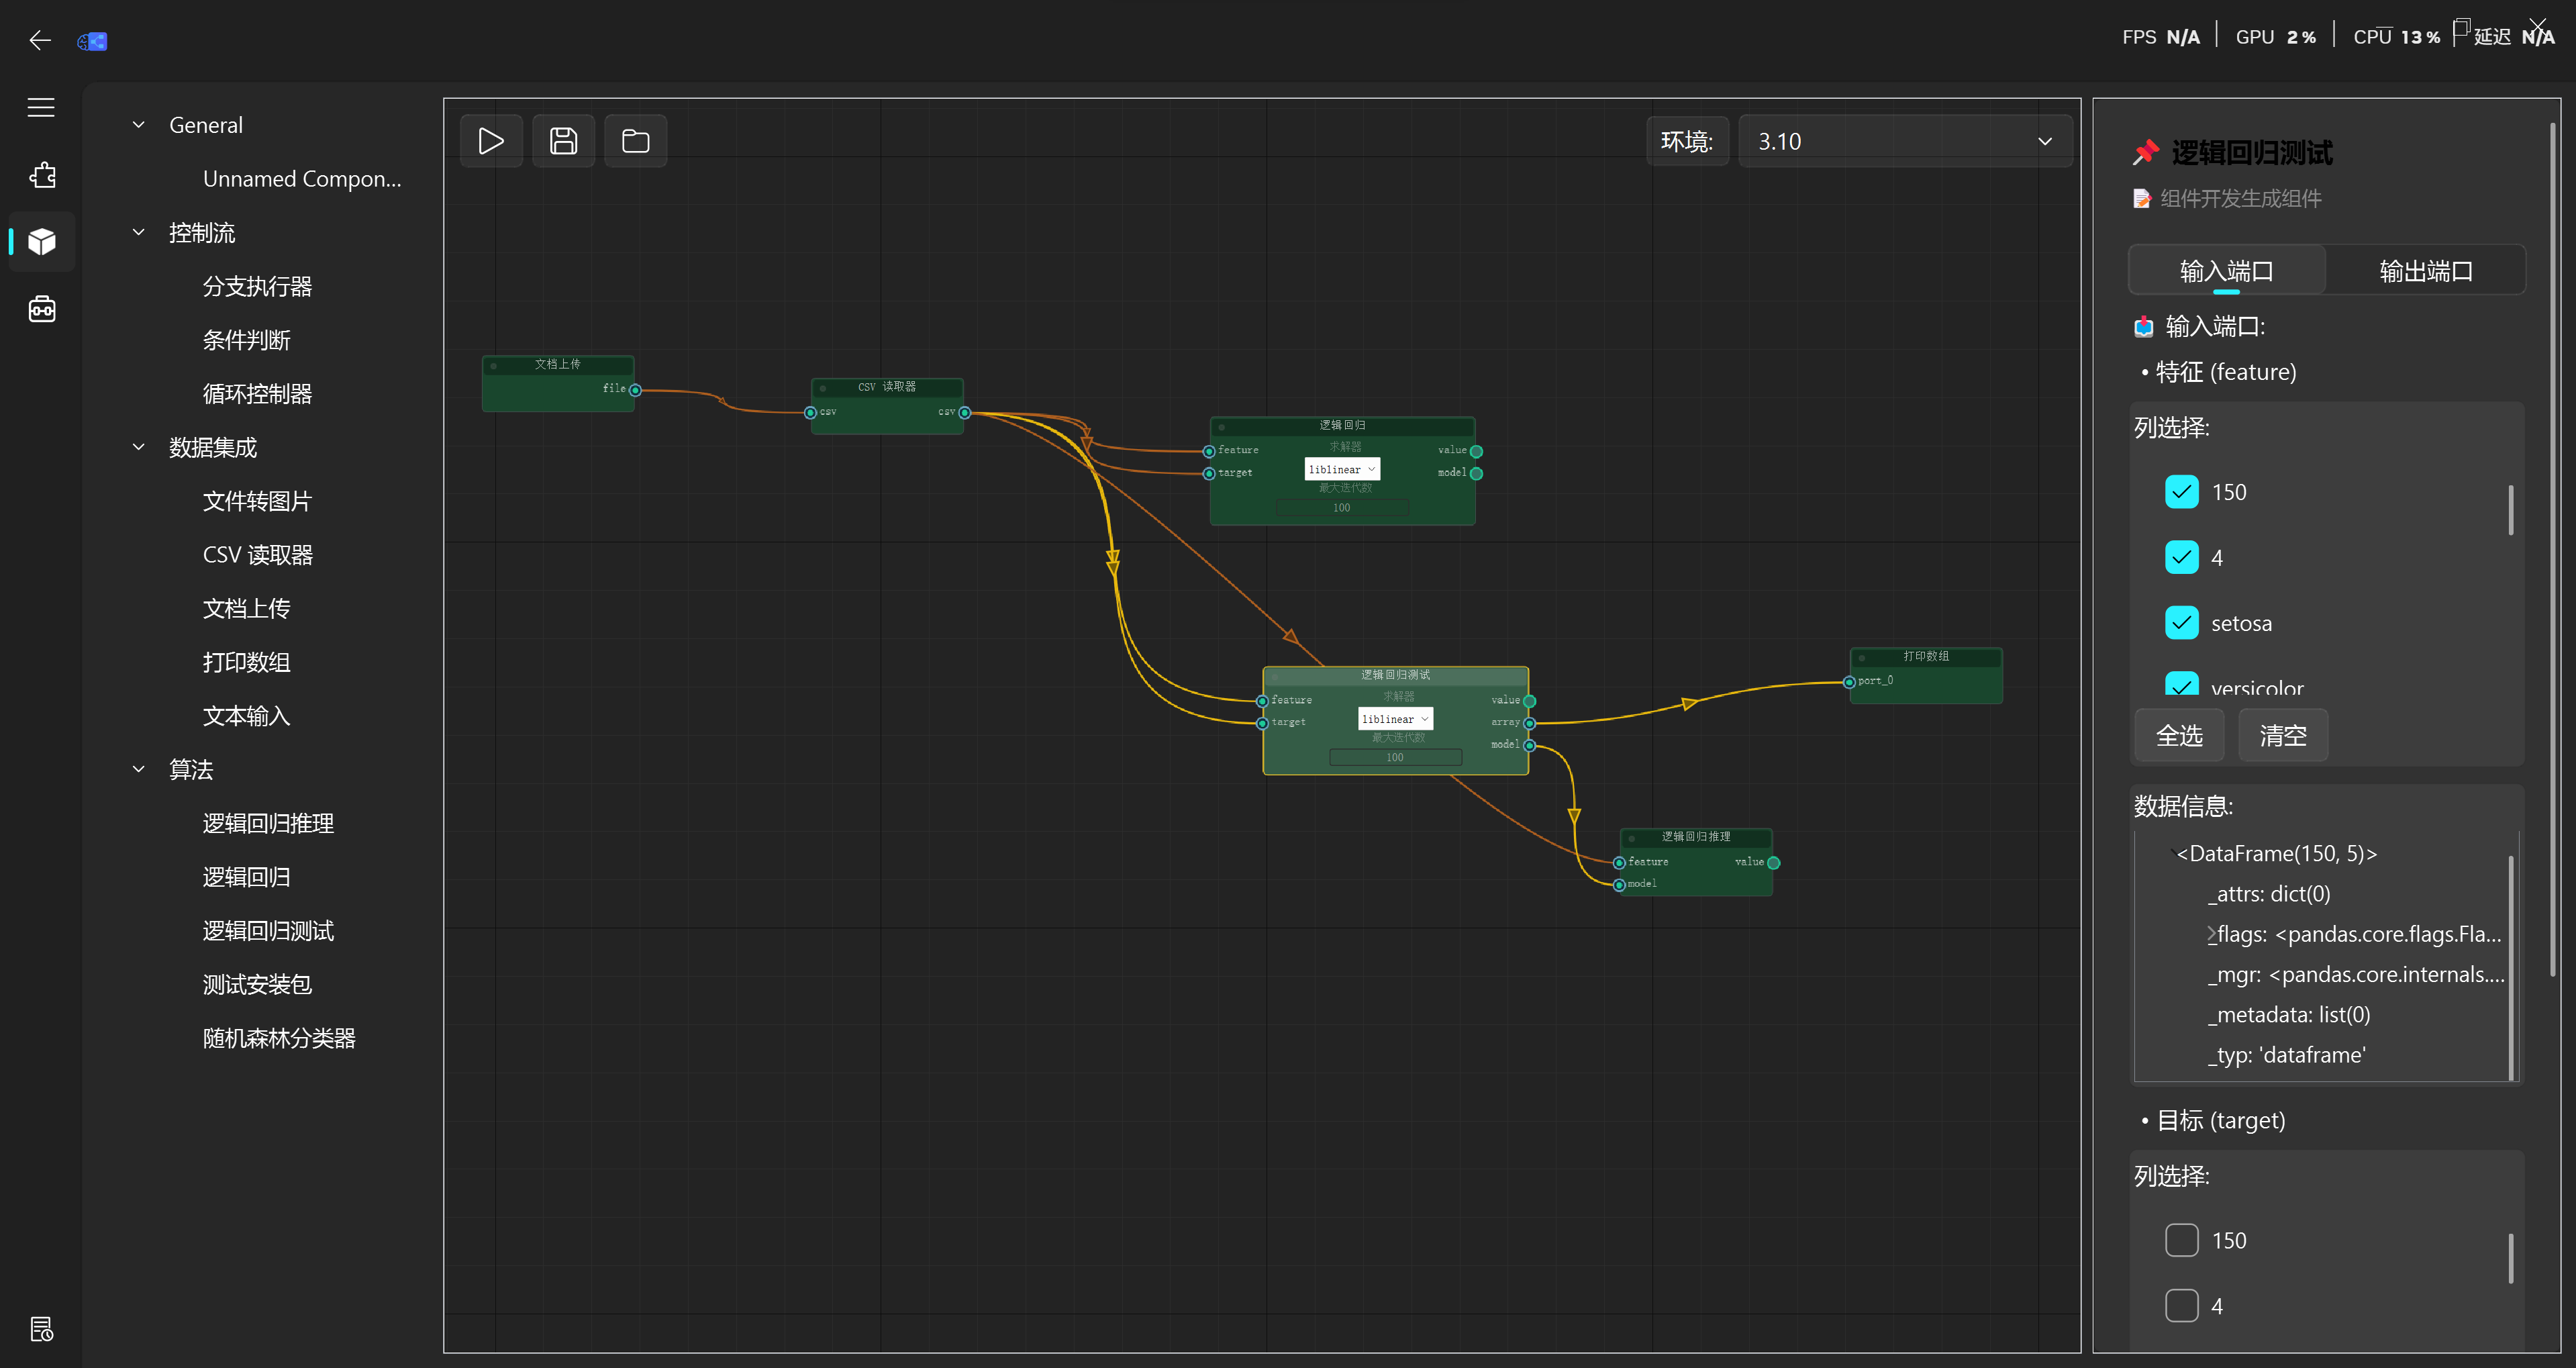 FPS N/A GPU 2% CPU 13% 延迟 N/A
General
Unnamed Compon...
控制流
分支执行器
条件判断
循环控制器
数据集成
文件转图片
CSV 读取器
文档上传
打印数组
文本输入
算法
逻辑回归推理
逻辑回归
逻辑回归测试
测试安装包
随机森林分类器
环境:
3.10
文档上传
file
CSV 读取器
csv csv
逻辑回归
求解器
feature value
liblinear
target model
最大迭代数
100
逻辑回归测试
求解器
feature value
liblinear
target array
最大迭代数
model
100
打印数组
port_0
逻辑回归推理
feature value
model
逻辑回归测试
组件开发生成组件
输入端口 输出端口
输入端口:
• 特征 (feature)
列选择:
150
4
setosa
versicolor
全选 清空
数据信息:
<DataFrame(150, 5)>
_attrs: dict(0)
_flags: <pandas.core.flags.Fla...
_mgr: <pandas.core.internals....
_metadata: list(0)
_typ: 'dataframe'
• 目标 (target)
列选择:
150
4